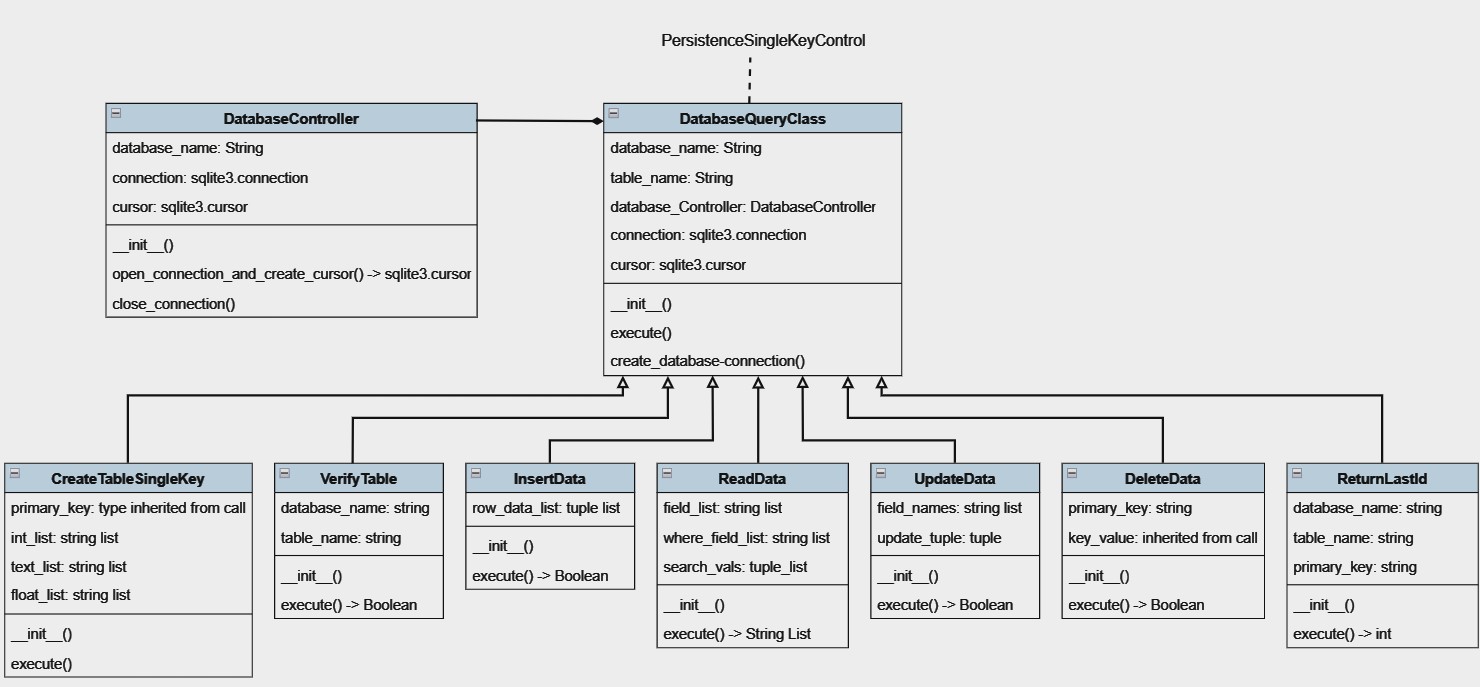 PersistenceSingleKeyControl
DatabaseController
database_name: String
connection: sqlite3.connection
cursor: sqlite3.cursor
__init__()
open_connection_and_create_cursor() -> sqlite3.cursor
close_connection()
DatabaseQueryClass
database_name: String
table_name: String
database_Controller: DatabaseController
connection: sqlite3.connection
cursor: sqlite3.cursor
__init__()
execute()
create_database-connection()
CreateTableSingleKey
primary_key: type inherited from call
int_list: string list
text_list: string list
float_list: string list
__init__()
execute()
VerifyTable
database_name: string
table_name: string
__init__()
execute() -> Boolean
InsertData
row_data_list: tuple list
__init__()
execute() -> Boolean
ReadData
field_list: string list
where_field_list: string list
search_vals: tuple_list
__init__()
execute() -> String List
UpdateData
field_names: string list
update_tuple: tuple
__init__()
execute() -> Boolean
DeleteData
primary_key: string
key_value: inherited from call
__init__()
execute() -> Boolean
ReturnLastId
database_name: string
table_name: string
primary_key: string
__init__()
execute() -> int